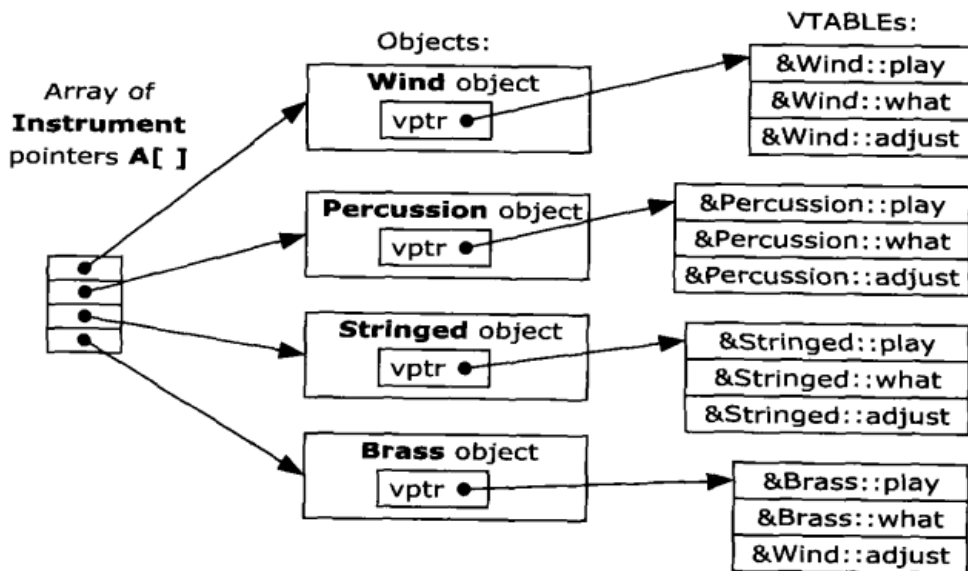 Array of
Instrument
pointers A[ ]
Objects:
Wind object
vptr
Percussion object
vptr
Stringed object
vptr
Brass object
vptr
VTABLEs:
&Wind::play
&Wind::what
&Wind::adjust
&Percussion::play
&Percussion::what
&Percussion::adjust
&Stringed::play
&Stringed::what
&Stringed::adjust
&Brass::play
&Brass::what
&Wind::adjust